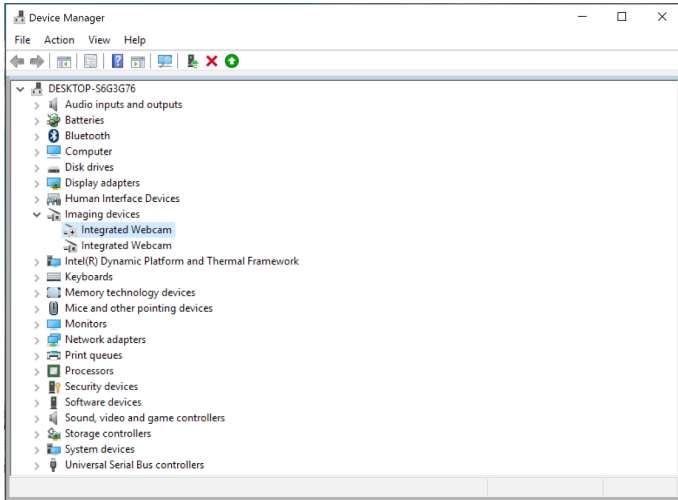 Device Manager
File Action View Help
DESKTOP-S6G3G76
Audio inputs and outputs
Batteries
Bluetooth
Computer
Disk drives
Display adapters
Human Interface Devices
Imaging devices
Integrated Webcam
Integrated Webcam
Intel(R) Dynamic Platform and Thermal Framework
Keyboards
Memory technology devices
Mice and other pointing devices
Monitors
Network adapters
Print queues
Processors
Security devices
Software devices
Sound, video and game controllers
Storage controllers
System devices
Universal Serial Bus controllers